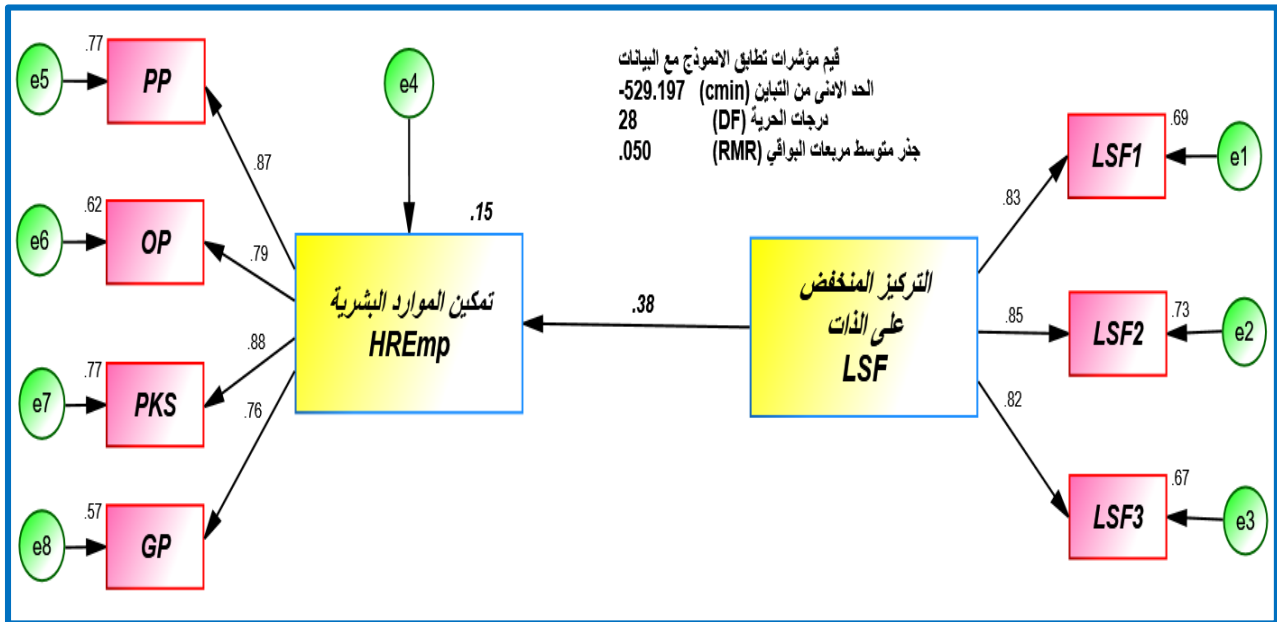 قيم مؤشرات تطابق الانموذج مع البيانات
الحد الادنى من التباين (cmin) -529.197
درجات الحرية (DF) 28
جذر متوسط مربعات البواقي (RMR) .050
e5
.77
PP
.87
e4
e6
.62
OP
.79
e7
.77
PKS
.88
e8
.57
GP
.76
.15
تمكين الموارد البشرية
HREmp
.38
التركيز المنخفض
على الذات
LSF
.83
.69
LSF1
e1
.85
.73
LSF2
e2
.82
.67
LSF3
e3